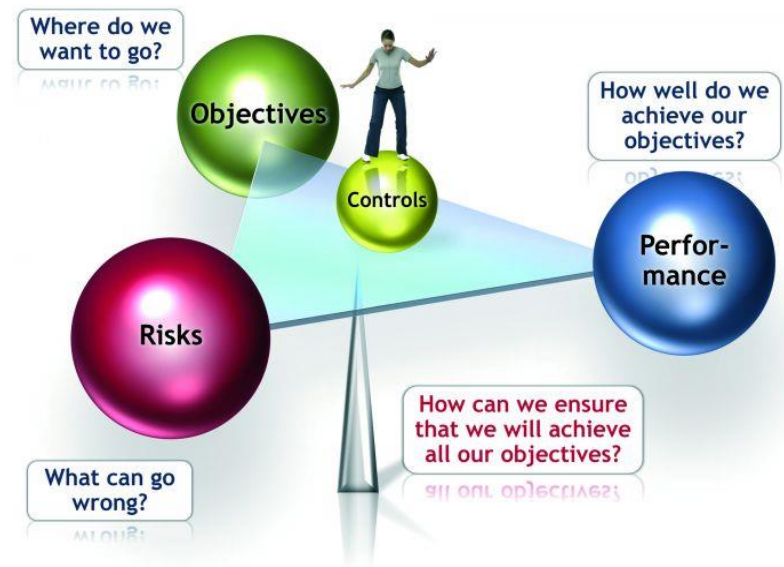 Where do we
want to go?
Objectives
How well do we
achieve our
objectives?
Controls
Perfor-
mance
Risks
How can we ensure
that we will achieve
all our objectives?
What can go
wrong?